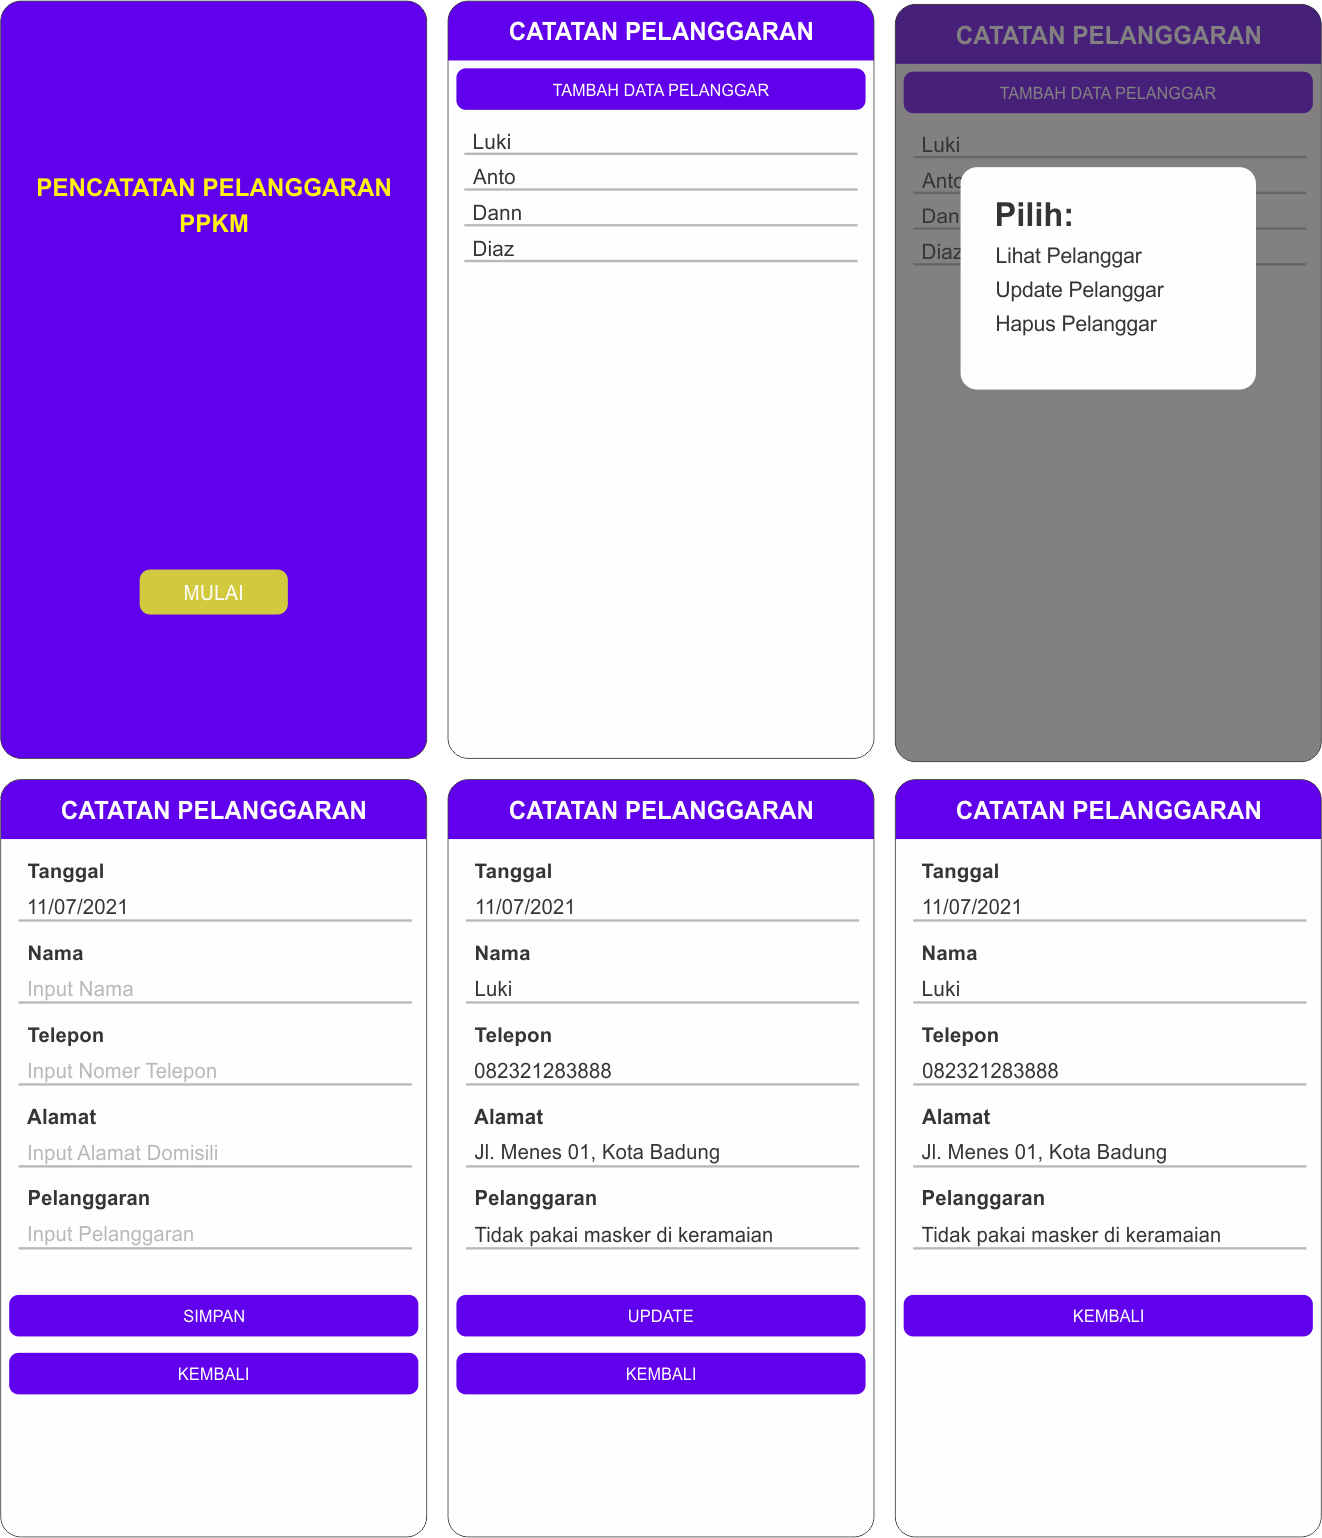 PENCATATAN PELANGGARAN
PPKM
MULAI
CATATAN PELANGGARAN
TAMBAH DATA PELANGGAR
Luki
Anto
Dann
Diaz
CATATAN PELANGGARAN
TAMBAH DATA PELANGGAR
Luki
Anto
Dan
Diaz
Pilih:
Lihat Pelanggar
Update Pelanggar
Hapus Pelanggar
CATATAN PELANGGARAN
Tanggal
11/07/2021
Nama
Input Nama
Telepon
Input Nomer Telepon
Alamat
Input Alamat Domisili
Pelanggaran
Input Pelanggaran
SIMPAN
KEMBALI
CATATAN PELANGGARAN
Tanggal
11/07/2021
Nama
Luki
Telepon
082321283888
Alamat
Jl. Menes 01, Kota Badung
Pelanggaran
Tidak pakai masker di keramaian
UPDATE
KEMBALI
CATATAN PELANGGARAN
Tanggal
11/07/2021
Nama
Luki
Telepon
082321283888
Alamat
Jl. Menes 01, Kota Badung
Pelanggaran
Tidak pakai masker di keramaian
KEMBALI